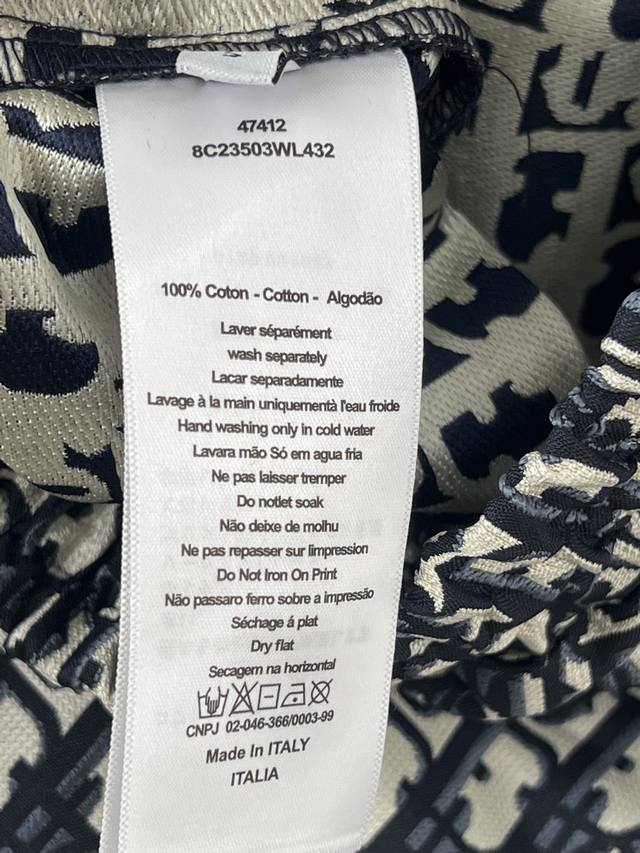 47412
8C23503WL432
100% Coton - Cotton - Algodão
Laver séparément
wash separately
Lacar separadamente
Lavage à la main uniquementà l'eau froide
Hand washing only in cold water
Lavara mão Só em agua fria
Ne pas laisser tremper
Do notlet soak
Não deixe de molhu
Ne pas repasser sur limpression
Do Not Iron On Print
Não passaro ferro sobre a impressão
Séchage á plat
Dry flat
Secagem na horizontal
CNPJ 02-046-366/0003-99
Made In ITALY
ITALIA